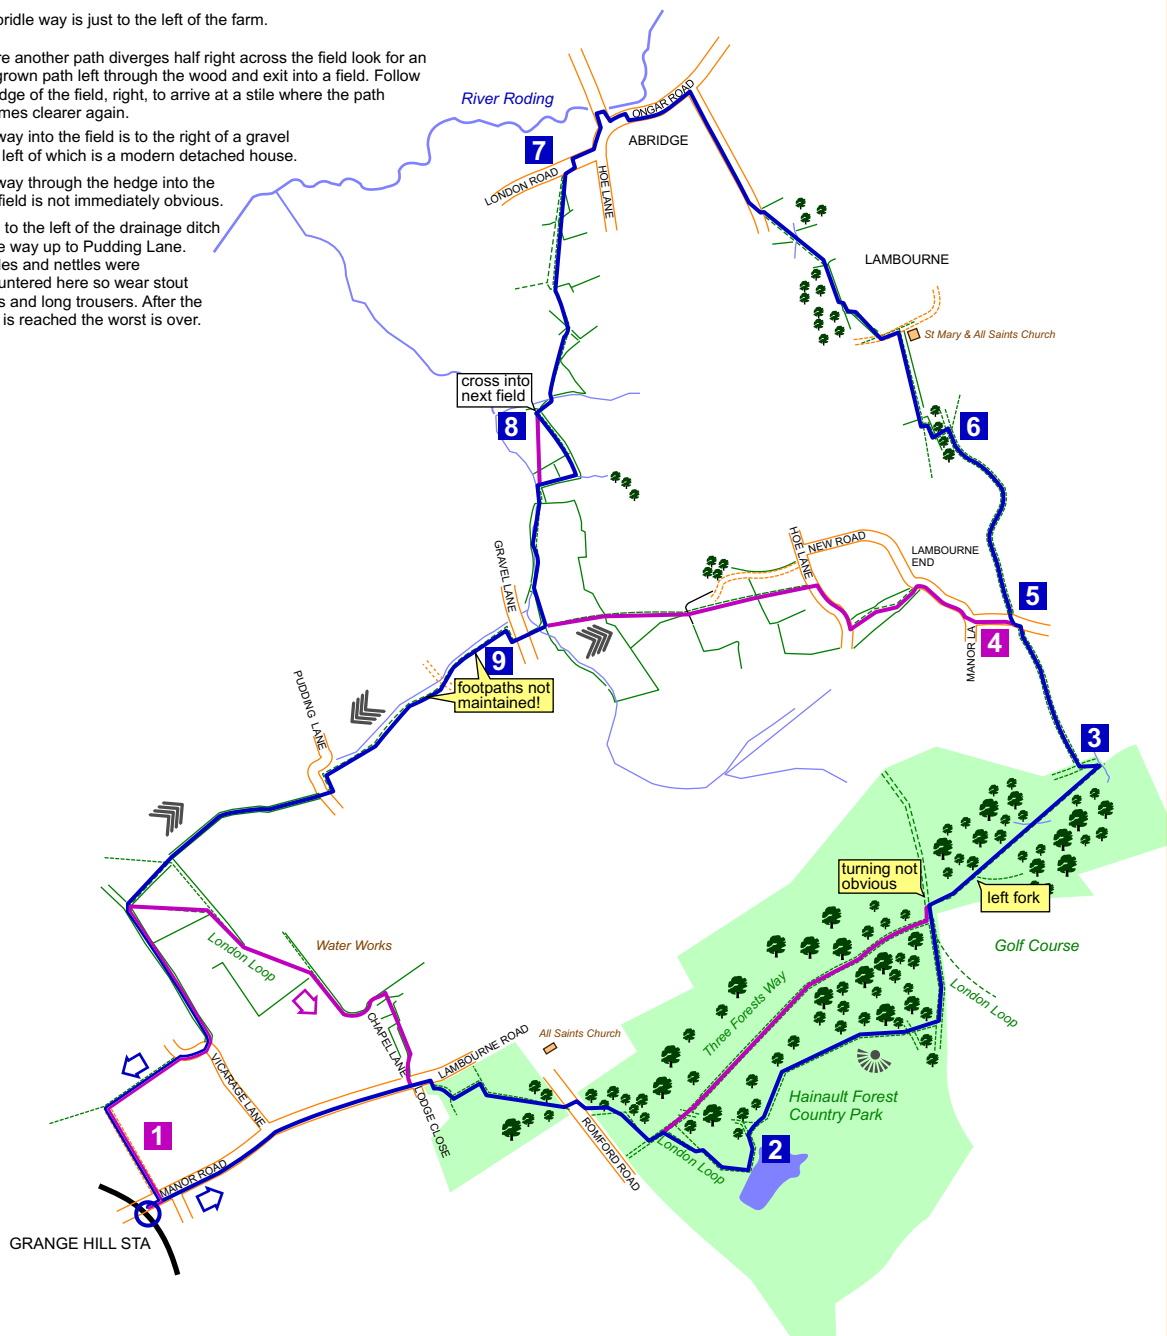 bridle way is just to the left of the farm.
re another path diverges half right across the field look for an
grown path left through the wood and exit into a field. Follow
dge of the field, right, to arrive at a stile where the path
mes clearer again.
way into the field is to the right of a gravel
left of which is a modern detached house.
way through the hedge into the
field is not immediately obvious.
to the left of the drainage ditch
e way up to Pudding Lane.
les and nettles were
untered here so wear stout
s and long trousers. After the
is reached the worst is over.
River Roding
ONGAR ROAD
ABRIDGE
7
LONDON ROAD
HOE LANE
LAMBOURNE
St Mary & All Saints Church
cross into
next field
8
6
GRAVEL LANE
HOE LANE
NEW ROAD
LAMBOURNE
END
5
4
MANOR LA
9
footpaths not
maintained!
PUDDING LANE
3
turning not
obvious
left fork
Golf Course
London Loop
Water Works
London Loop
Three Forests Way
CHAPEL LANE
LAMBOURNE ROAD
All Saints Church
VICARAGE LANE
LODGE CLOSE
Hainault Forest
Country Park
1
2
ROMFORD ROAD
London Loop
MANOR ROAD
GRANGE HILL STA